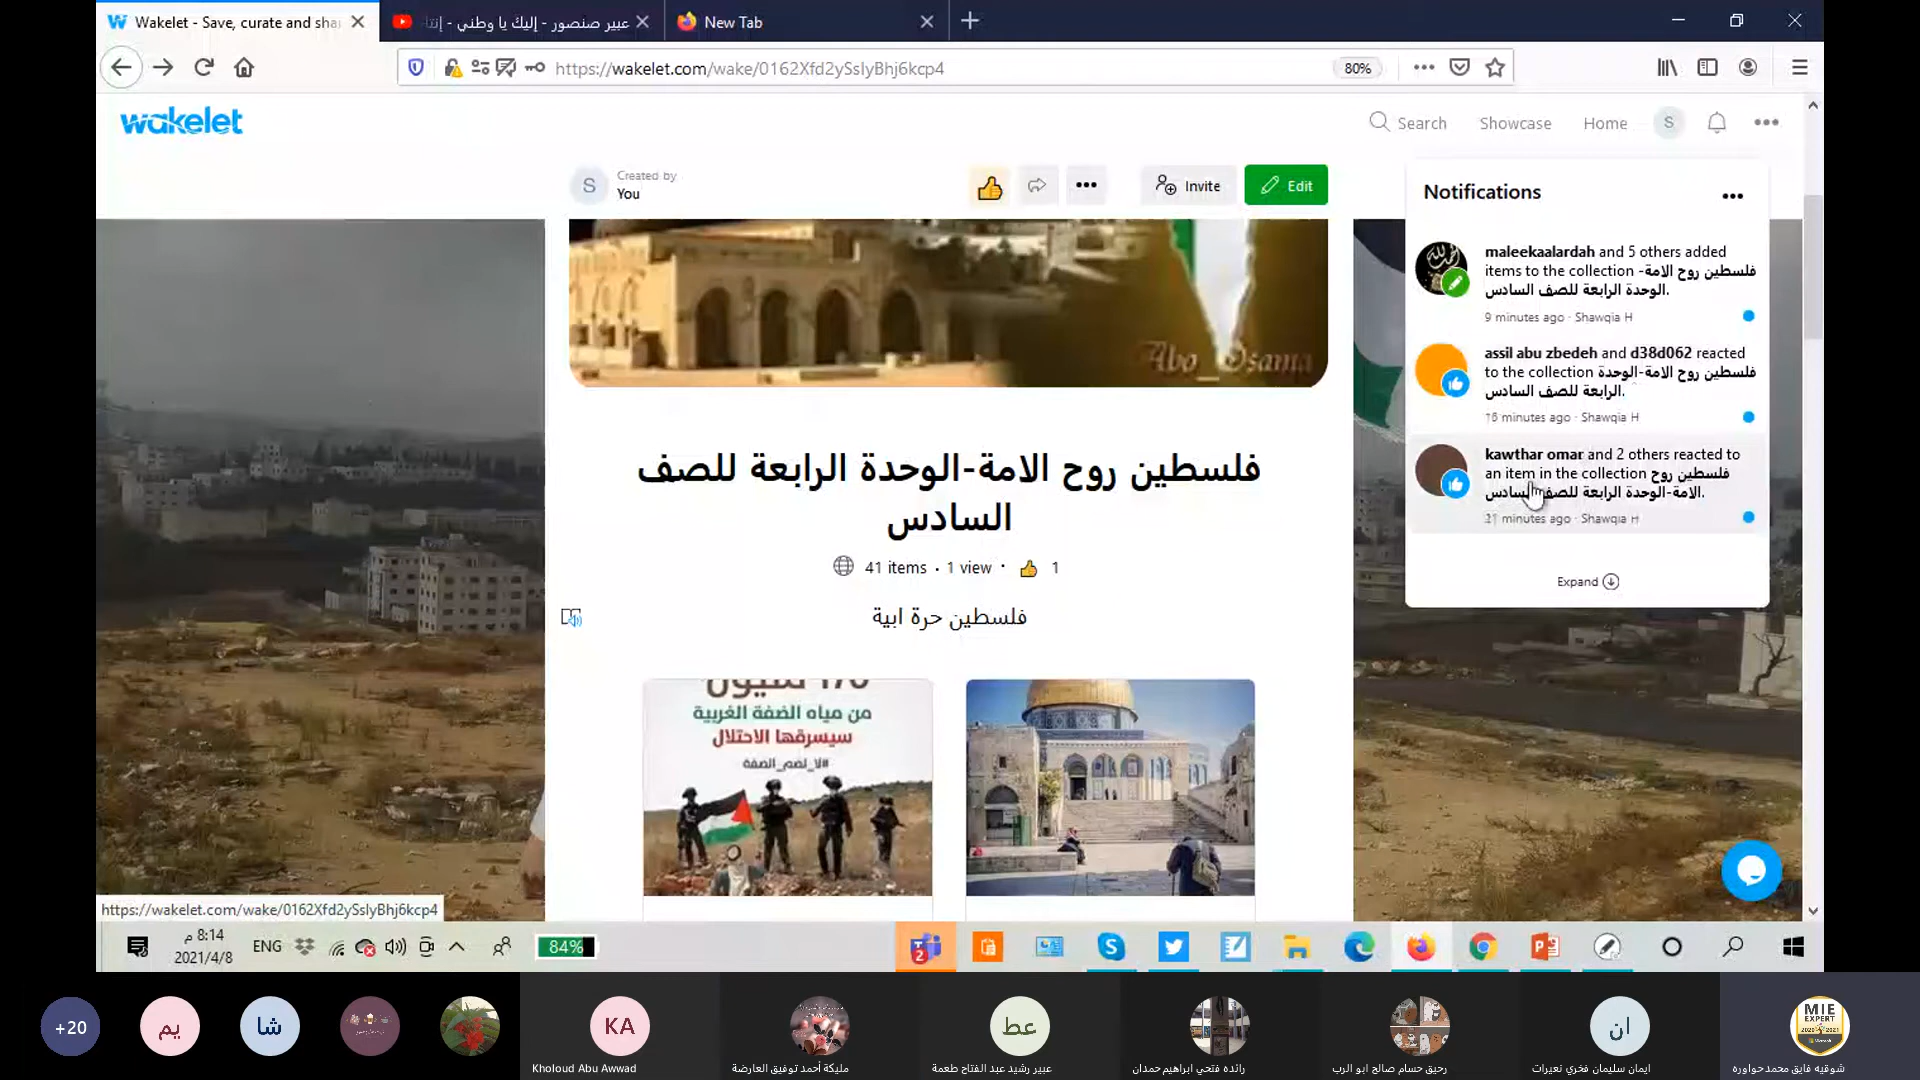 Wakelet - Save, curate and sha
عبير صنصور - إليك يا وطني - إنتا
New Tab
https://wakelet.com/wake/0162Xfd2ySslyBhj6kcp4
80%
wakelet
Search
Showcase
Home
S
S
Created by
You
Invite
Edit
Notifications
maleekaalardah and 5 others added
items to the collection فلسطين روح الامة-
الوحدة الرابعة للصف السادس.
9 minutes ago · Shawqia H
assil abu zbedeh and d38d062 reacted
to the collection فلسطين روح الامة-الوحدة
الرابعة للصف السادس.
16 minutes ago · Shawqia H
kawthar omar and 2 others reacted to
an item in the collection فلسطين روح
الامة-الوحدة الرابعة للصف السادس.
21 minutes ago · Shawqia H
Expand
Abo_Osama
فلسطين روح الامة-الوحدة الرابعة للصف
السادس
41 items · 1 view · 1
فلسطين حرة ابية
170 مليون
من مياه الضفة الغربية
سيسرقها الاحتلال
#لا_لضم_الضفة
https://wakelet.com/wake/0162Xfd2ySslyBhj6kcp4
8:14 م
2021/4/8
ENG
84%
2
+20
يم
شا
KA
Kholoud Abu Awwad
مليكة أحمد توفيق العارضة
عط
عبير رشيد عبد الفتاح طعمة
رائده فتحي ابراهيم حمدان
رحيق حسام صالح ابو الرب
ان
ايمان سليمان فخري نعيرات
MIE
EXPERT
2020 2021
Microsoft
شوقيه فايق محمد حواوره